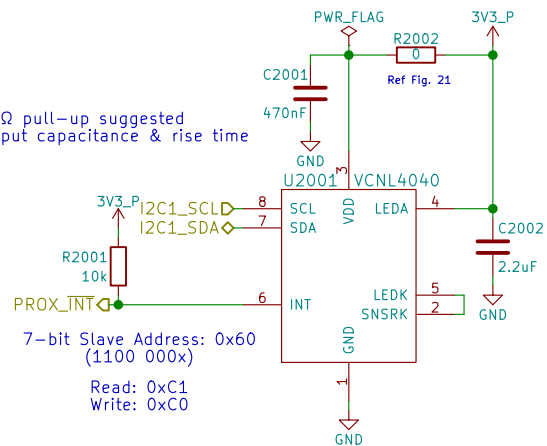 PWR_FLAG
R2002
3V3_P
0
Ref Fig. 21
C2001
470nF
GND
Ω pull-up suggested
put capacitance & rise time
U2001 VCNL4040
3V3_P
I2C1_SCL 8 SCL
I2C1_SDA 7 SDA
3
VDD
LEDA 4
C2002
2.2uF
GND
R2001
10k
PROX_INT
6 INT
LEDK 5
SNSRK 2
GND
1
GND
7-bit Slave Address: 0x60
(1100 000x)
Read: 0xC1
Write: 0xC0